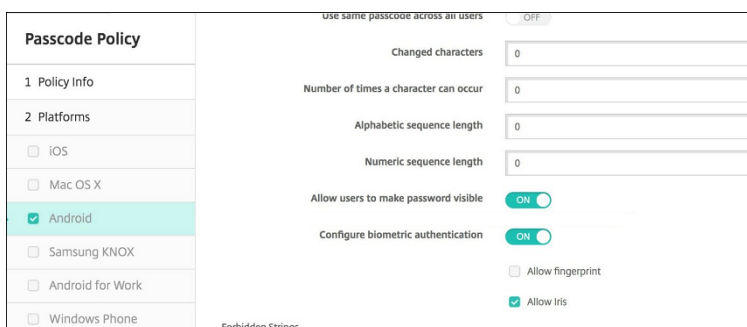 Passcode Policy
1 Policy Info
2 Platforms
iOS
Mac OS X
Android
Samsung KNOX
Android for Work
Windows Phone
Use same passcode across all users
OFF
Changed characters
0
Number of times a character can occur
0
Alphabetic sequence length
0
Numeric sequence length
0
Allow users to make password visible
ON
Configure biometric authentication
ON
Allow fingerprint
Allow Iris
Forbidden Strings